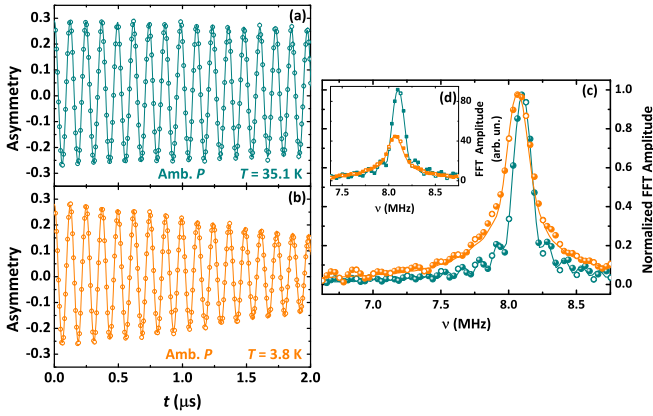 (a)
0.3
0.2
0.1
0.0
-0.1
-0.2
-0.3
Asymmetry
Amb. P T = 35.1 K
(b)
0.3
0.2
0.1
0.0
-0.1
-0.2
-0.3
Asymmetry
Amb. P T = 3.8 K
0.0 0.5 1.0 1.5 2.0
t (μs)
(d)
80
40
0
FFT Amplitude
(arb. un.)
7.5 8.0 8.5
ν (MHz)
(c)
1.0
0.8
0.6
0.4
0.2
0.0
Normalized FFT Amplitude
7.0 7.5 8.0 8.5
ν (MHz)